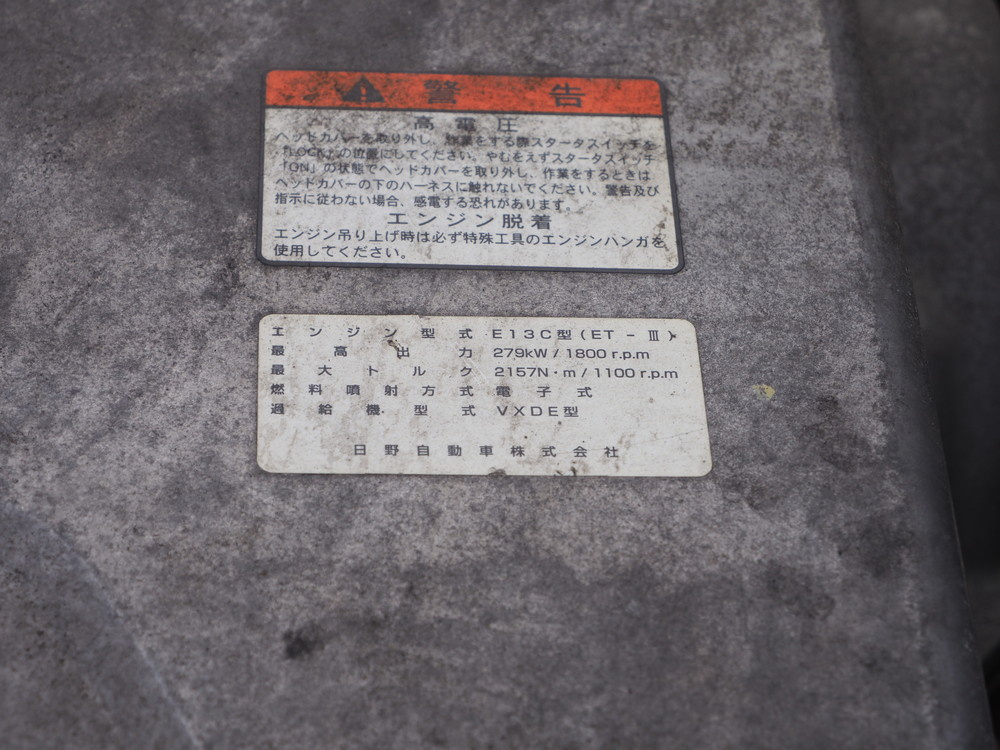 警告
高電圧
ヘッドカバーを取り外し、作業をする際スタータスイッチを
「LOCK」の位置にしてください。やむをえずスタータスイッチ
「ON」の状態でヘッドカバーを取り外し、作業をするときは
ヘッドカバーの下のハーネスに触れないでください。警告及び
指示に従わない場合、感電する恐れがあります。
エンジン脱着
エンジン吊り上げ時は必ず特殊工具のエンジンハンガを
使用してください。
エンジン型式 E13C型(ET-Ⅲ)
最高出力 279kW/1800r.p.m
最大トルク 2157N・m/1100r.p.m
燃料噴射方式 電子式
過給機型式 VXDE型
日野自動車株式会社